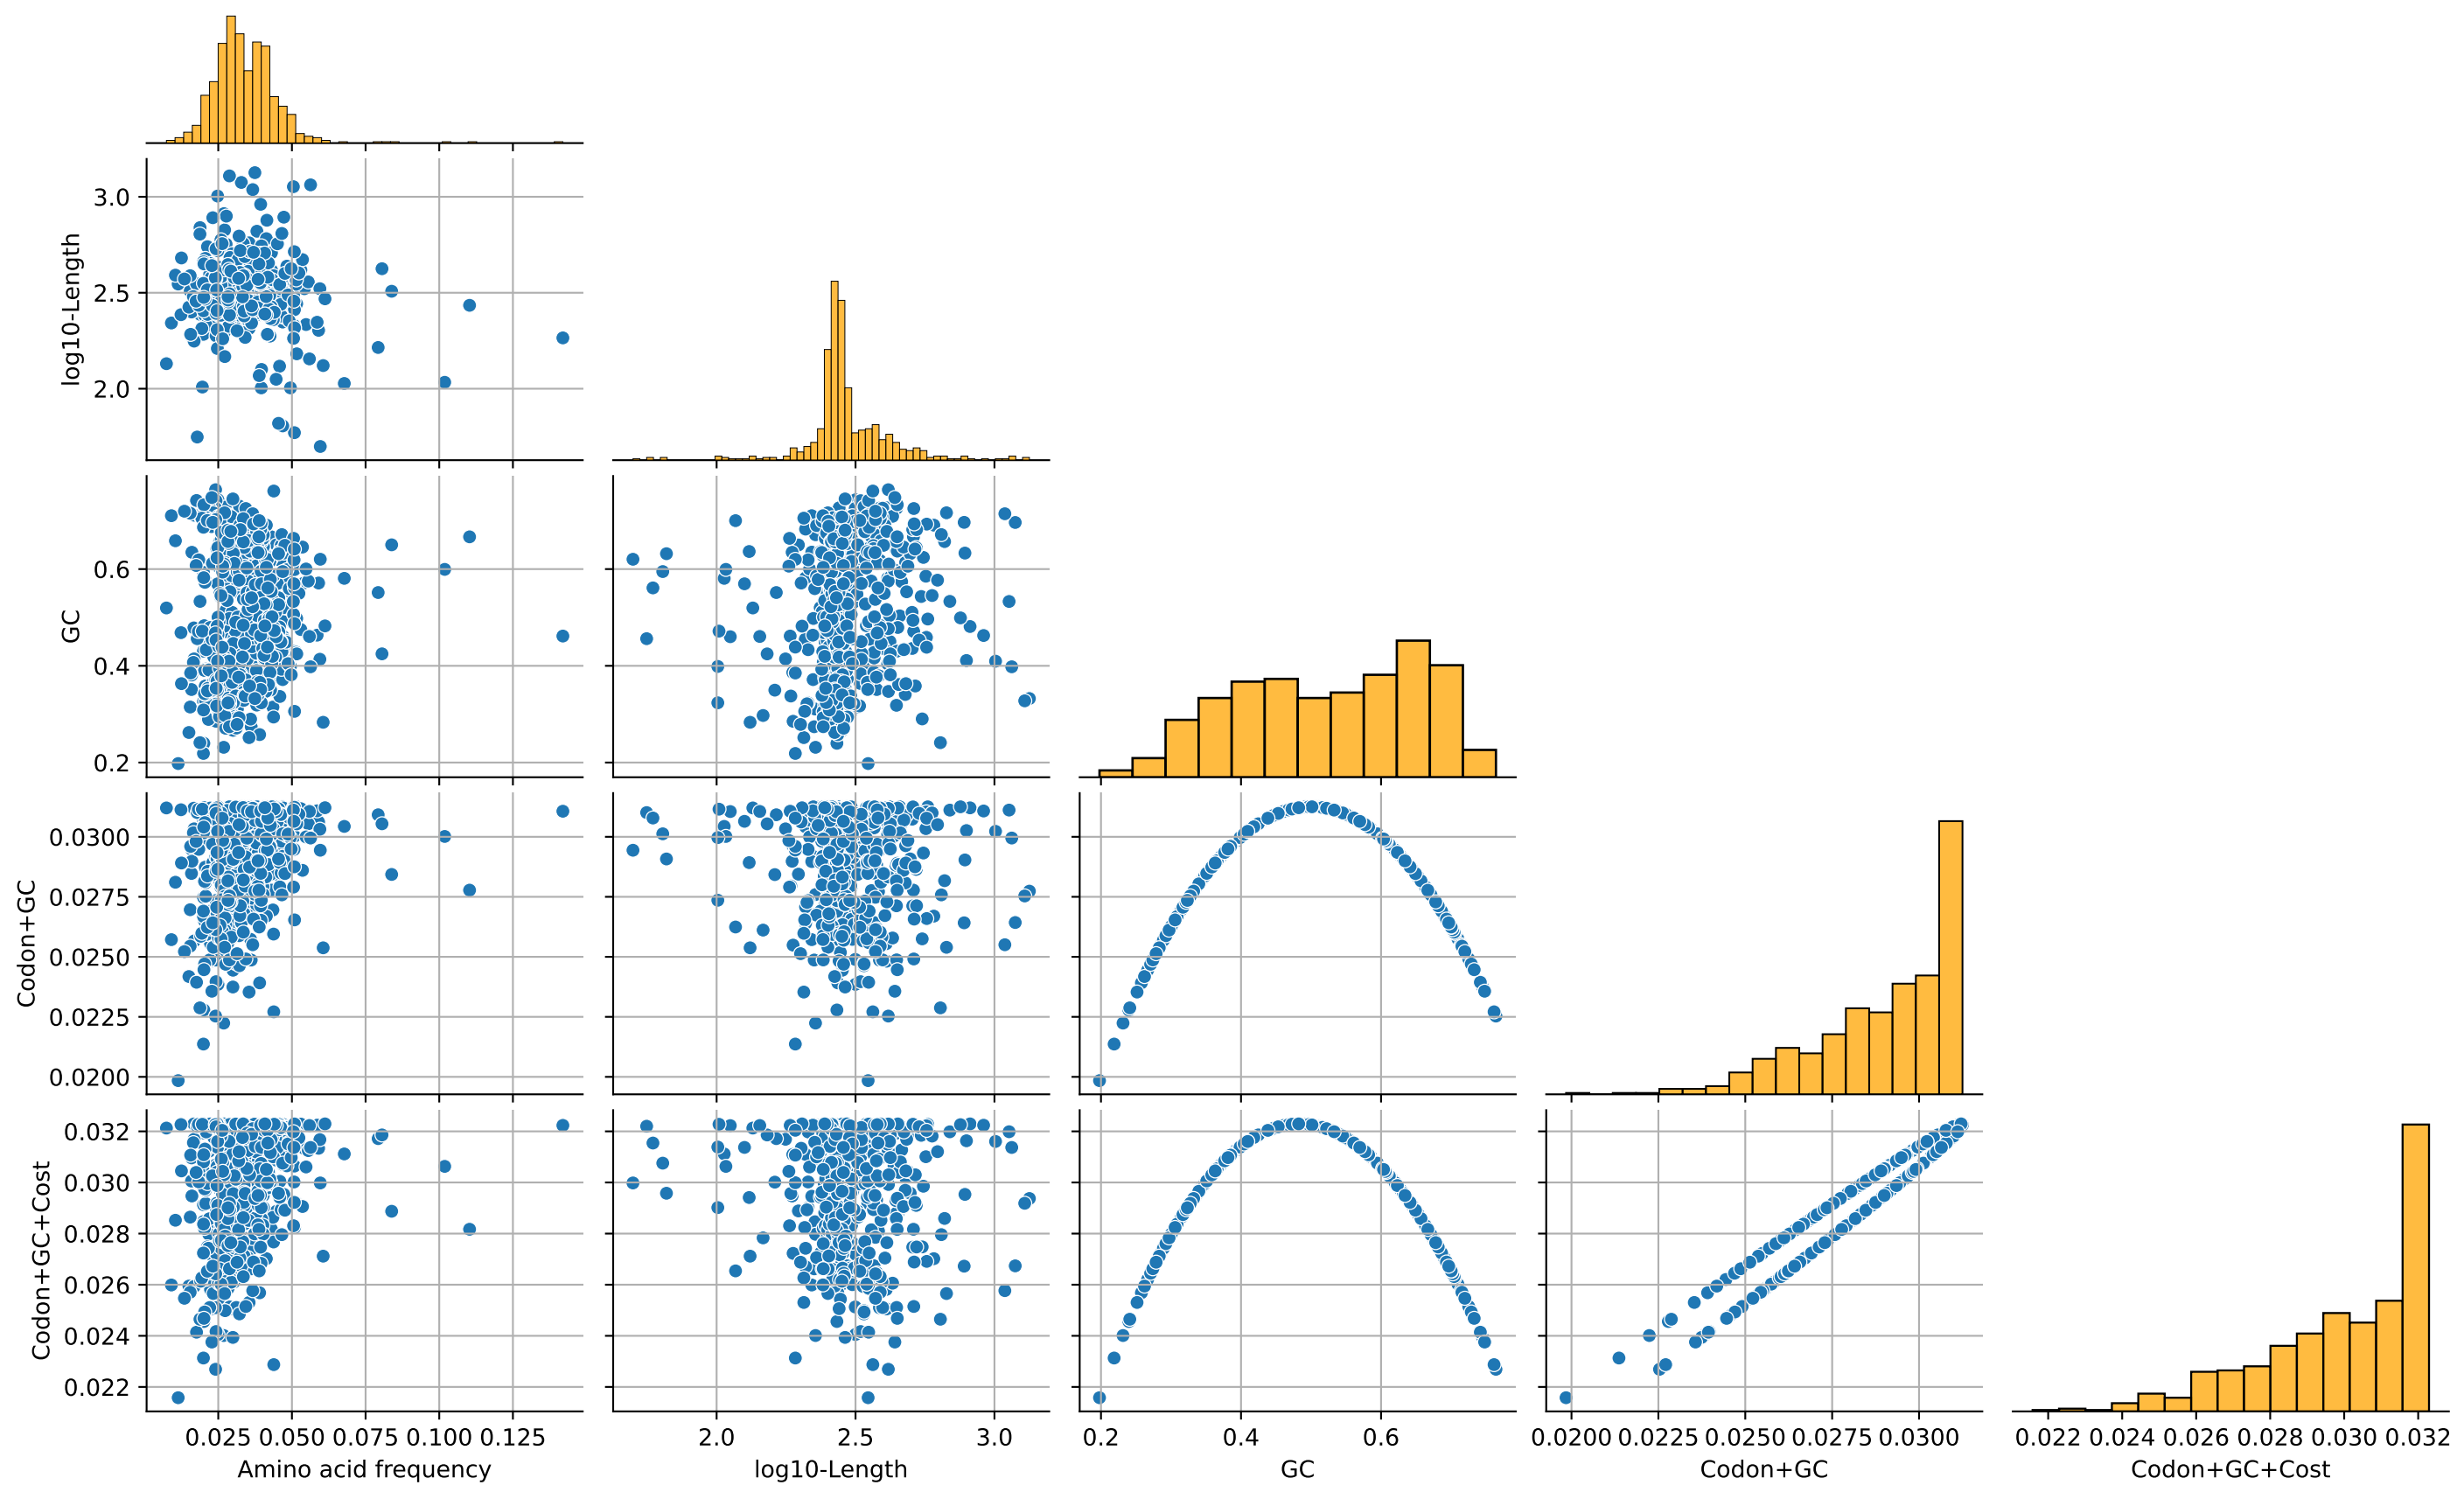 log10-Length
3.0
2.5
2.0
GC
0.6
0.4
0.2
Codon+GC
0.0300
0.0275
0.0250
0.0225
0.0200
Codon+GC+Cost
0.032
0.030
0.028
0.026
0.024
0.022
0.025 0.050 0.075 0.100 0.125
Amino acid frequency
2.0 2.5 3.0
log10-Length
0.2 0.4 0.6
GC
0.0200 0.0225 0.0250 0.0275 0.0300
Codon+GC
0.022 0.024 0.026 0.028 0.030 0.032
Codon+GC+Cost